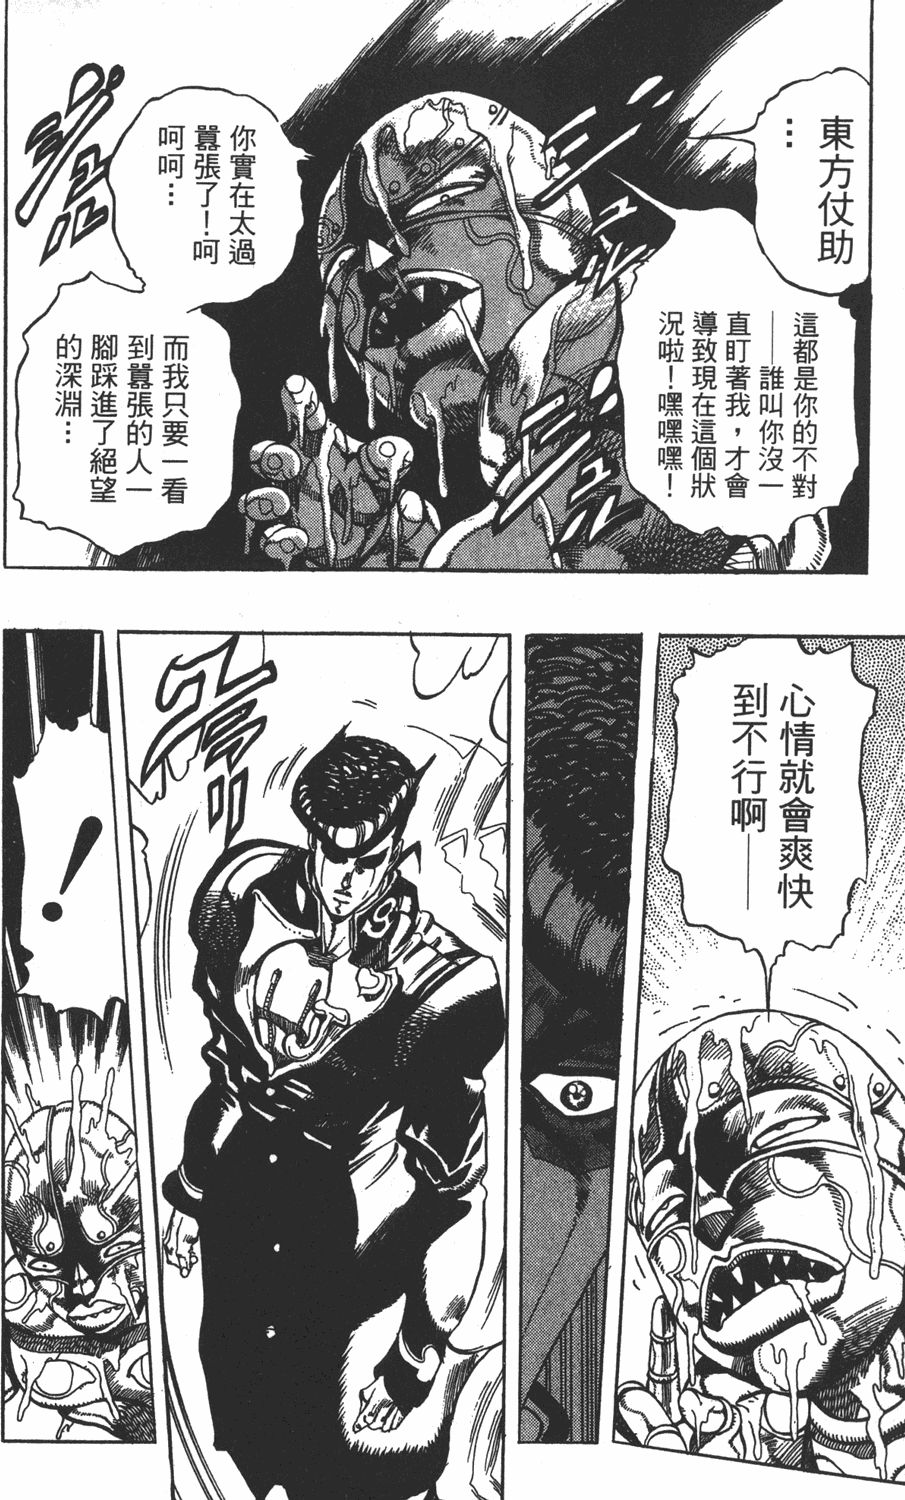 東方仗助
…
這都是你的不對
——誰叫你沒一
直盯著我，才會
導致現在這個狀
況啦！嘿嘿嘿！
你實在太過
囂張了！呵
呵呵…
而我只要一看
到囂張的人一
腳踩進了絕望
的深淵…
心情就會爽快
到不行啊——
！